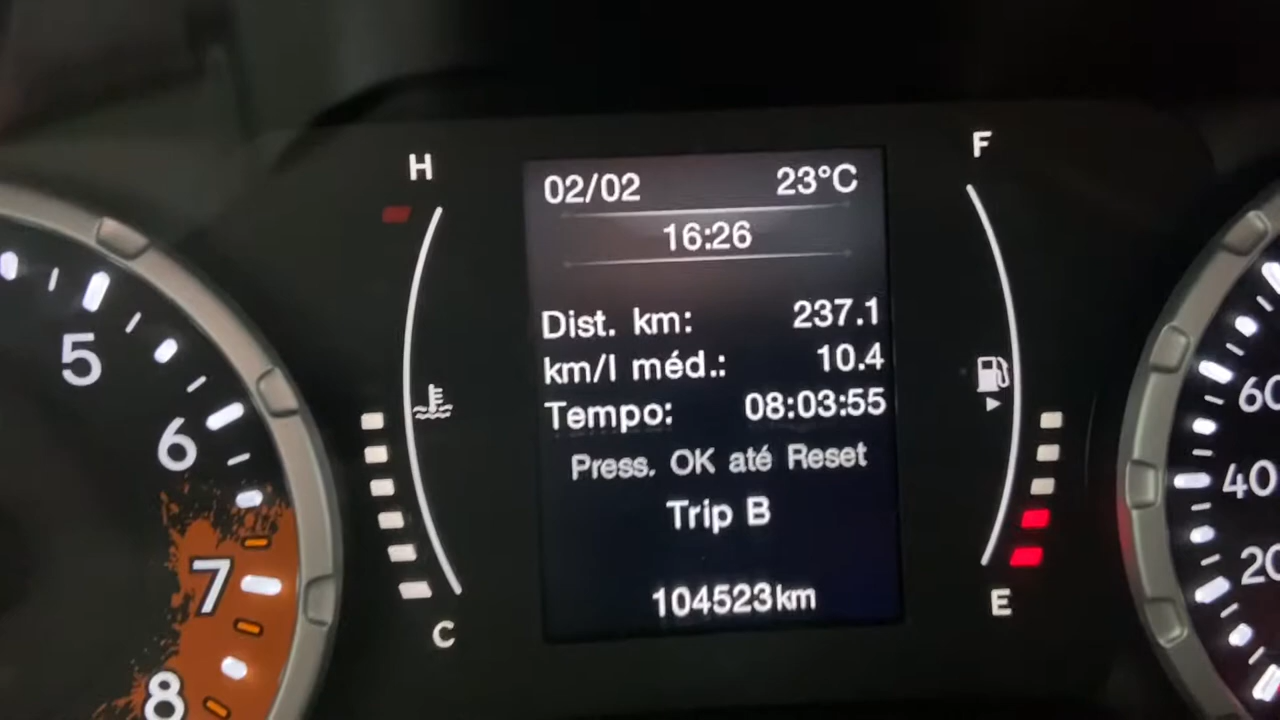 H
F
02/02 23°C
16:26
Dist. km: 237.1
km/l méd.: 10.4
Tempo: 08:03:55
Press. OK até Reset
Trip B
104523km
C
E
5
6
7
8
60
40
20